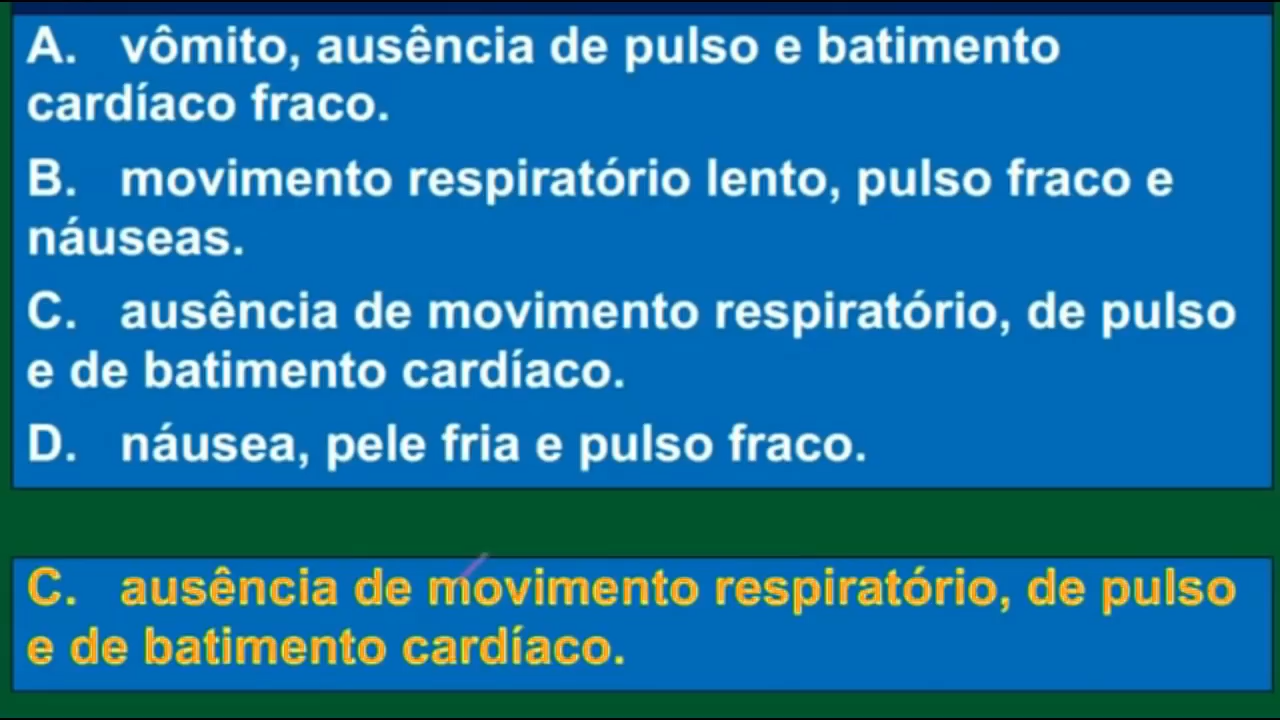 A. vômito, ausência de pulso e batimento
cardíaco fraco.
B. movimento respiratório lento, pulso fraco e
náuseas.
C. ausência de movimento respiratório, de pulso
e de batimento cardíaco.
D. náusea, pele fria e pulso fraco.
C. ausência de movimento respiratório, de pulso
e de batimento cardíaco.